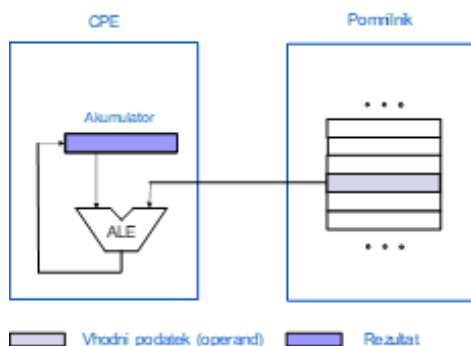 CPE
Pomnilnik
Akumulator
ALE
Vhodni podatek (operand)
Rezultat